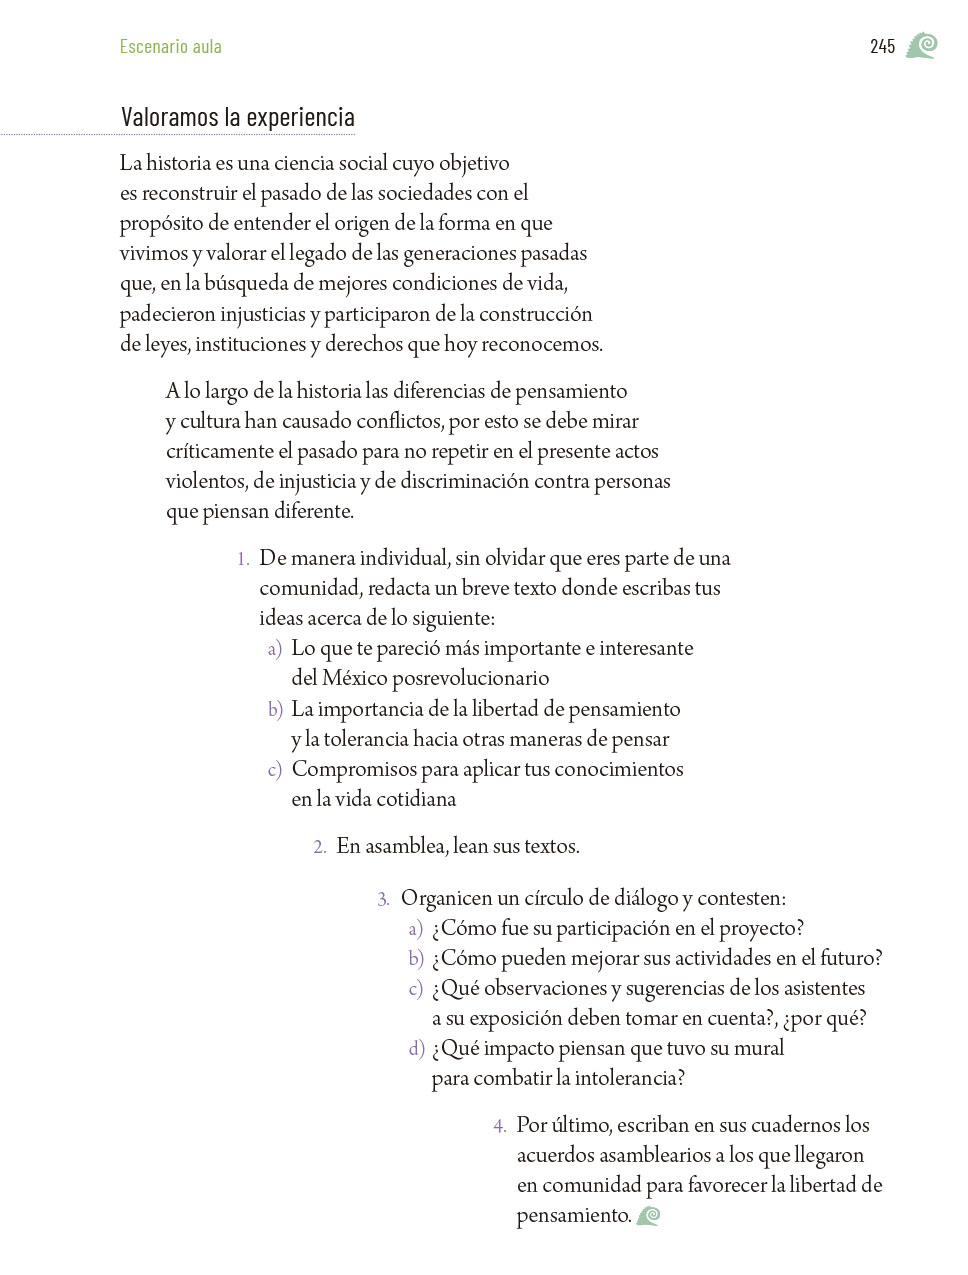 Escenario aula
245
Valoramos la experiencia
La historia es una ciencia social cuyo objetivo
es reconstruir el pasado de las sociedades con el
propósito de entender el origen de la forma en que
vivimos y valorar el legado de las generaciones pasadas
que, en la búsqueda de mejores condiciones de vida,
padecieron injusticias y participaron de la construcción
de leyes, instituciones y derechos que hoy reconocemos.
A lo largo de la historia las diferencias de pensamiento
y cultura han causado conflictos, por esto se debe mirar
críticamente el pasado para no repetir en el presente actos
violentos, de injusticia y de discriminación contra personas
que piensan diferente.
1. De manera individual, sin olvidar que eres parte de una
comunidad, redacta un breve texto donde escribas tus
ideas acerca de lo siguiente:
a) Lo que te pareció más importante e interesante
del México posrevolucionario
b) La importancia de la libertad de pensamiento
y la tolerancia hacia otras maneras de pensar
c) Compromisos para aplicar tus conocimientos
en la vida cotidiana
2. En asamblea, lean sus textos.
3. Organicen un círculo de diálogo y contesten:
a) ¿Cómo fue su participación en el proyecto?
b) ¿Cómo pueden mejorar sus actividades en el futuro?
c) ¿Qué observaciones y sugerencias de los asistentes
a su exposición deben tomar en cuenta?, ¿por qué?
d) ¿Qué impacto piensan que tuvo su mural
para combatir la intolerancia?
4. Por último, escriban en sus cuadernos los
acuerdos asamblearios a los que llegaron
en comunidad para favorecer la libertad de
pensamiento.